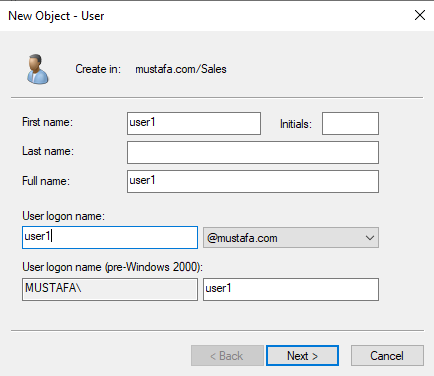 New Object - User
Create in: mustafa.com/Sales
First name: user1 Initials:
Last name:
Full name: user1
User logon name:
user1 @mustafa.com
User logon name (pre-Windows 2000):
MUSTAFA\ user1
< Back Next > Cancel